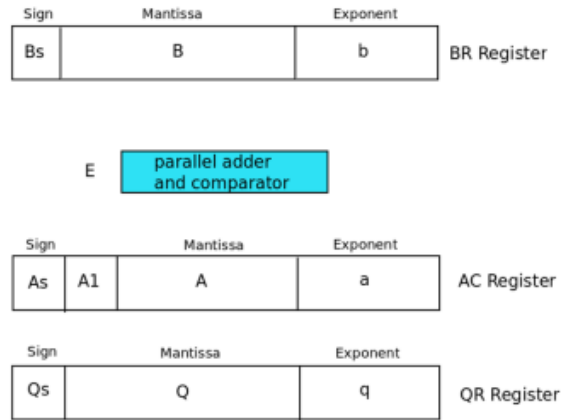 Sign Mantissa Exponent
Bs B b BR Register
E parallel adder
and comparator
Sign Mantissa Exponent
As A1 A a AC Register
Sign Mantissa Exponent
Qs Q q QR Register